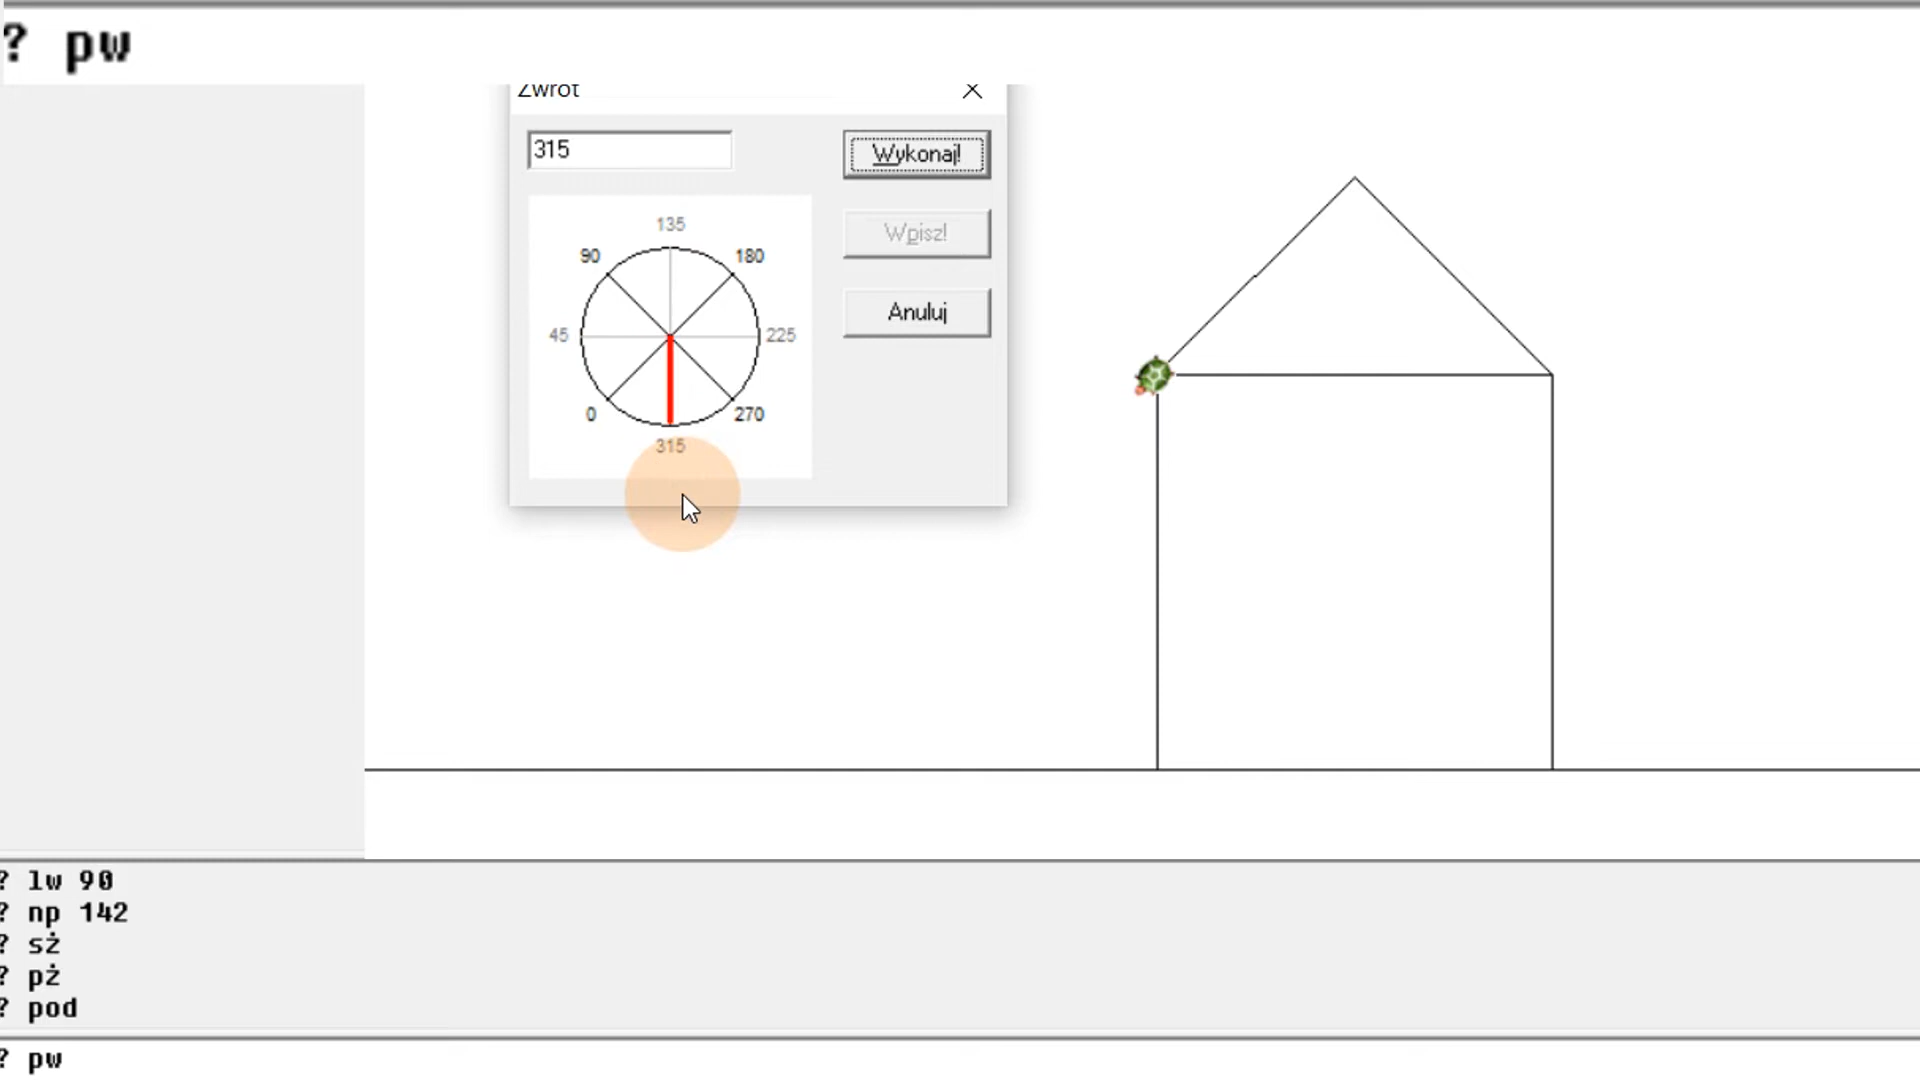 ? pw
Zwrot
315
Wykonaj!
135
90
180
Wpisz!
45
225
Anuluj
0
270
315
? lw 90
? np 142
? sż
? pż
? pod
? pw